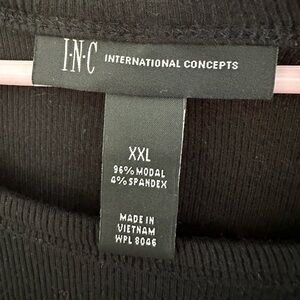 I·N·C INTERNATIONAL CONCEPTS
XXL
96% MODAL
4% SPANDEX
MADE IN
VIETNAM
WPL 8046